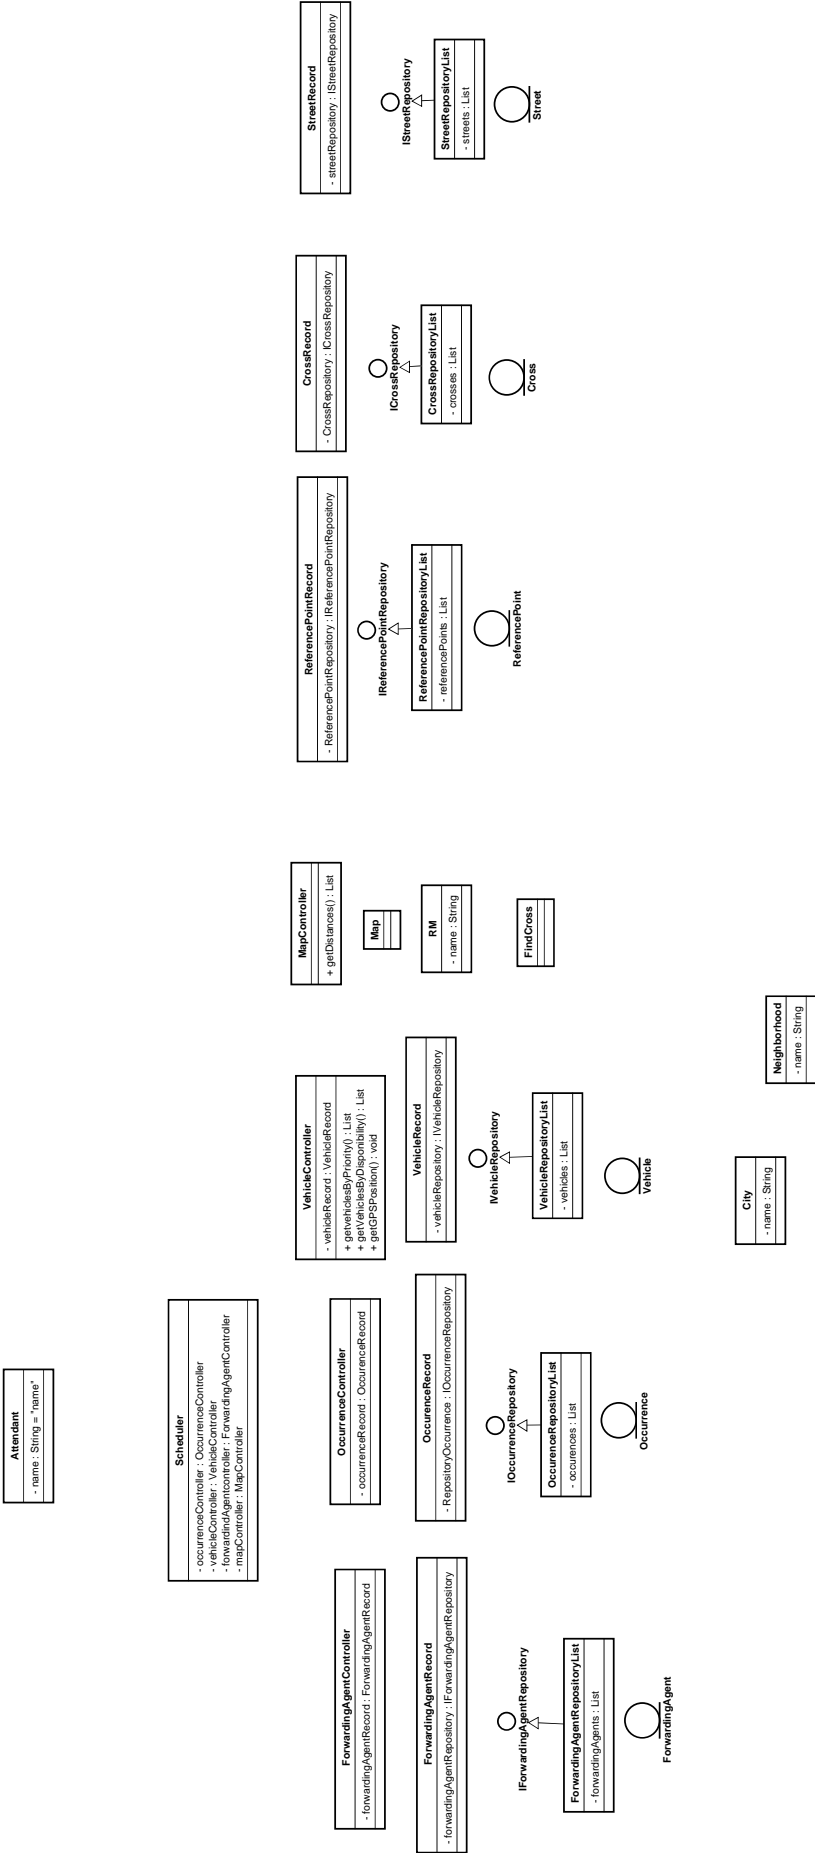 Attendant
- name : String = "name"
Scheduler
- occurrenceController : OccurrenceController
- vehicleController : VehicleController
- forwardindAgentcontroller : ForwardingAgentController
- mapController : MapController
ForwardingAgentController
- forwardingAgentRecord : ForwardingAgentRecord
OccurrenceController
- occurrenceRecord : OccurenceRecord
VehicleController
- vehicleRecord : VehicleRecord
+ getvehiclesByPriority() : List
+ getVehiclesByDisponibility() : List
+ getGPSPosition() : void
MapController
+ getDistances() : List
ReferencePointRecord
- ReferencePointRepository : IReferencePointRepository
CrossRecord
- CrossRepository : ICrossRepository
StreetRecord
- streetRepository : IStreetRepository
ForwardingAgentRecord
- forwardingAgentRepository : IForwardingAgentRepository
OccurenceRecord
- RepositoryOccurrence : IOccurrenceRepository
VehicleRecord
- vehicleRepository : IVehicleRepository
Map
RM
- name : String
FindCross
IReferencePointRepository
ICrossRepository
IStreetRepository
ReferencePointRepositoryList
- referencePoints : List
CrossRepositoryList
- crosses : List
StreetRepositoryList
- streets : List
ReferencePoint
Cross
Street
IForwardingAgentRepository
IOccurrenceRepository
IVehicleRepository
ForwardingAgentRepositoryList
- forwardingAgents : List
OccurenceRepositoryList
- occurences : List
VehicleRepositoryList
- vehicles : List
ForwardingAgent
Occurrence
Vehicle
City
- name : String
Neighborhood
- name : String